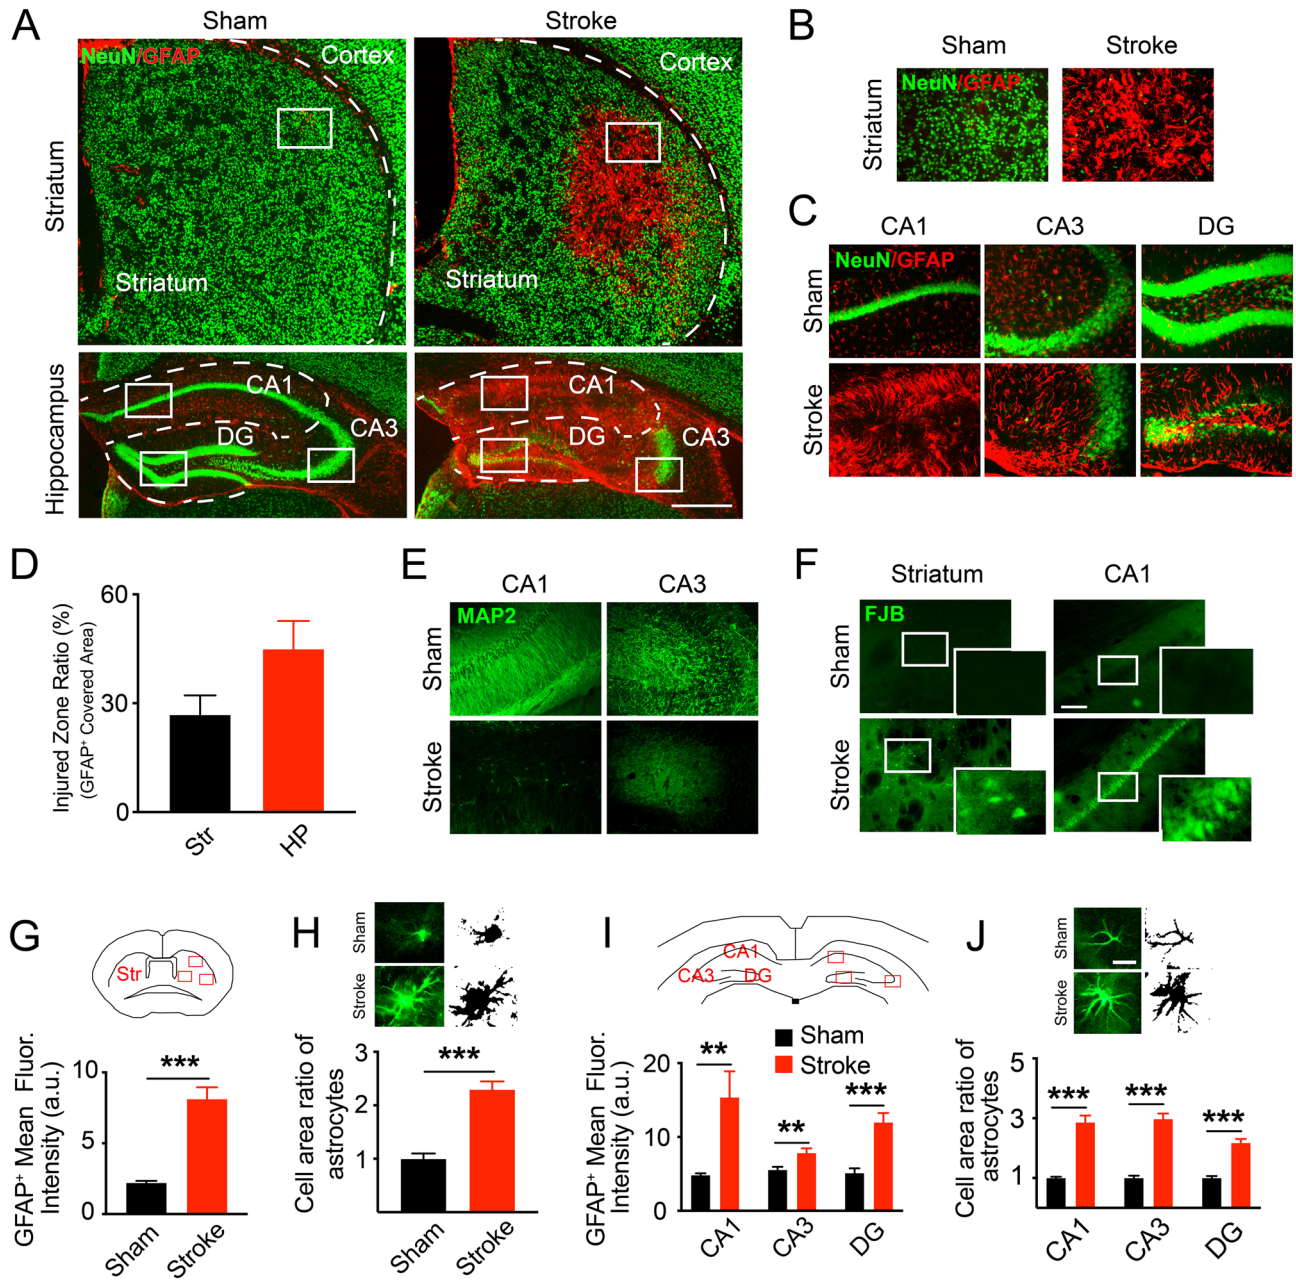 A
Sham
Stroke
Striatum
NeuN/GFAP
Cortex
Striatum
Cortex
Striatum
Hippocampus
CA1
DG
CA3
CA1
DG
CA3
B
Sham
Stroke
Striatum
NeuN/GFAP
C
CA1
CA3
DG
Sham
NeuN/GFAP
Stroke
D
Injured Zone Ratio (%)
(GFAP+ Covered Area)
60
30
0
Str
HP
E
CA1
CA3
Sham
MAP2
Stroke
F
Striatum
CA1
Sham
FJB
Stroke
G
Str
GFAP+ Mean Fluor.
Intensity (a.u.)
10
5
0
***
Sham
Stroke
H
Sham
Stroke
Cell area ratio of
astrocytes
3
2
1
***
Sham
Stroke
I
CA1
CA3
DG
Sham
Stroke
GFAP+ Mean Fluor.
Intensity (a.u.)
20
10
0
**
**
***
CA1
CA3
DG
J
Sham
Stroke
Cell area ratio of
astrocytes
5
3
1
***
***
***
CA1
CA3
DG